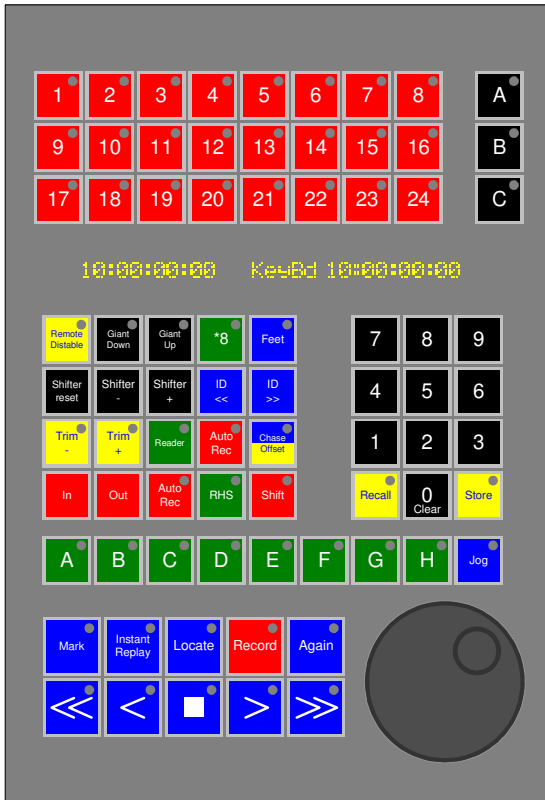 1 2 3 4 5 6 7 8 A
9 10 11 12 13 14 15 16 B
17 18 19 20 21 22 23 24 C
10:00:00:00 KeyBd 10:00:00:00
Remote Distable Giant Down Giant Up *8 Feet 7 8 9
Shifter reset Shifter - Shifter + ID << ID >> 4 5 6
Trim - Trim + Reader Auto Rec Chase Offset 1 2 3
In Out Auto Rec RHS Shift Recall 0 Clear Store
A B C D E F G H Jog
Mark Instant Replay Locate Record Again
<< < > >>